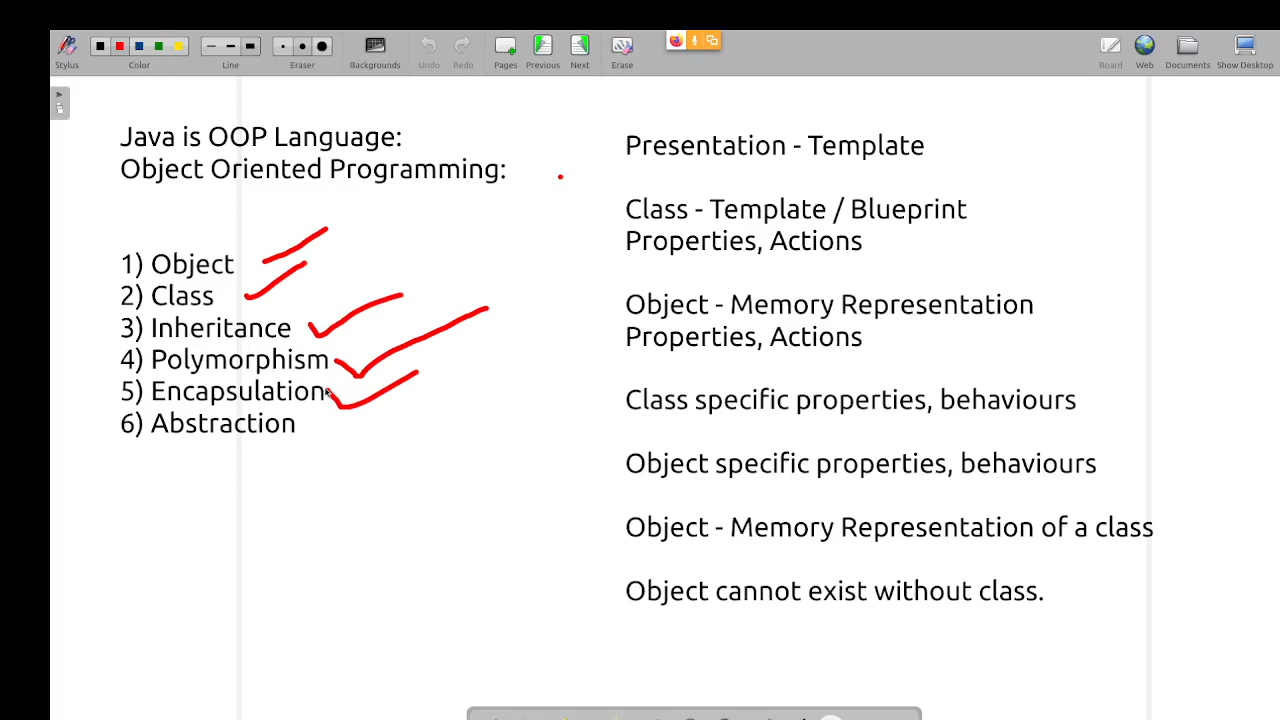 Stylus
Color
Line
Eraser
Backgrounds
Undo
Redo
Pages
Previous
Next
Erase
Board
Web
Documents
Show Desktop
Java is OOP Language:
Object Oriented Programming:
1) Object
2) Class
3) Inheritance
4) Polymorphism
5) Encapsulation
6) Abstraction
Presentation - Template
Class - Template / Blueprint
Properties, Actions
Object - Memory Representation
Properties, Actions
Class specific properties, behaviours
Object specific properties, behaviours
Object - Memory Representation of a class
Object cannot exist without class.